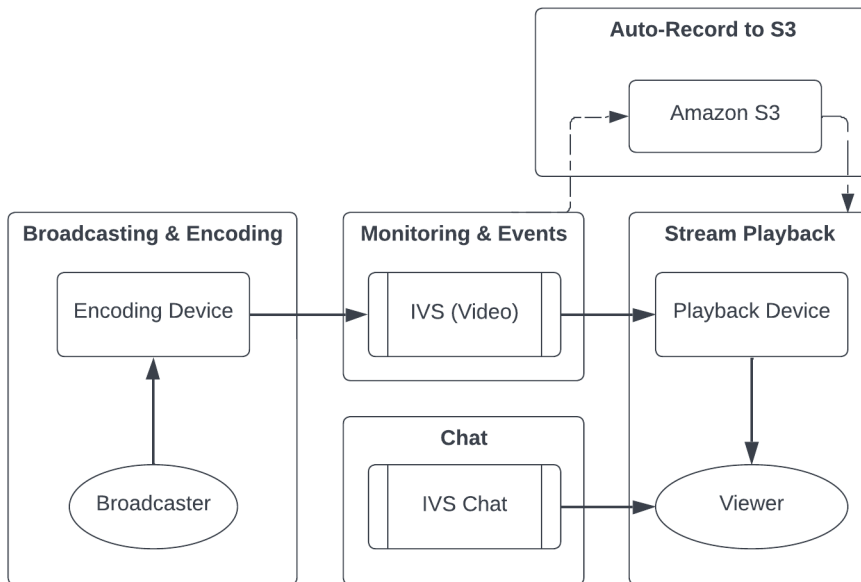 Auto-Record to S3
Amazon S3
Broadcasting & Encoding
Monitoring & Events
Stream Playback
Encoding Device
IVS (Video)
Playback Device
Chat
Broadcaster
IVS Chat
Viewer